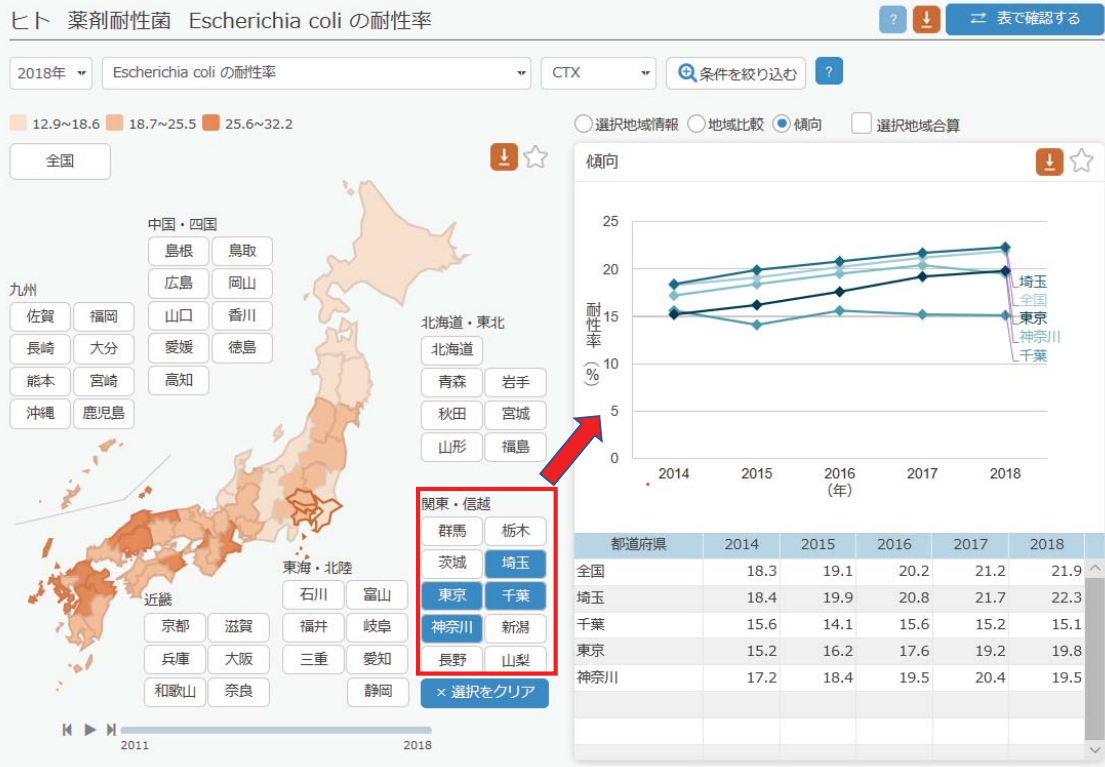 ヒト 薬剤耐性菌 Escherichia coli の耐性率
?
表で確認する
2018年
Escherichia coli の耐性率
CTX
条件を絞り込む
?
12.9~18.6 18.7~25.5 25.6~32.2
全国
中国・四国
島根 鳥取
広島 岡山
山口 香川
愛媛 徳島
高知
九州
佐賀 福岡
長崎 大分
熊本 宮崎
沖縄 鹿児島
北海道・東北
北海道
青森 岩手
秋田 宮城
山形 福島
関東・信越
群馬 栃木
茨城 埼玉
東京 千葉
神奈川 新潟
長野 山梨
× 選択をクリア
東海・北陸
石川 富山
福井 岐阜
三重 愛知
静岡
近畿
京都 滋賀
兵庫 大阪
和歌山 奈良
2011 2018
選択地域情報 地域比較 傾向 選択地域合算
傾向
25
20
15
10
5
0
耐性率(%)
2014 2015 2016 2017 2018
(年)
埼玉
全国
東京
神奈川
千葉
都道府県 2014 2015 2016 2017 2018
全国 18.3 19.1 20.2 21.2 21.9
埼玉 18.4 19.9 20.8 21.7 22.3
千葉 15.6 14.1 15.6 15.2 15.1
東京 15.2 16.2 17.6 19.2 19.8
神奈川 17.2 18.4 19.5 20.4 19.5